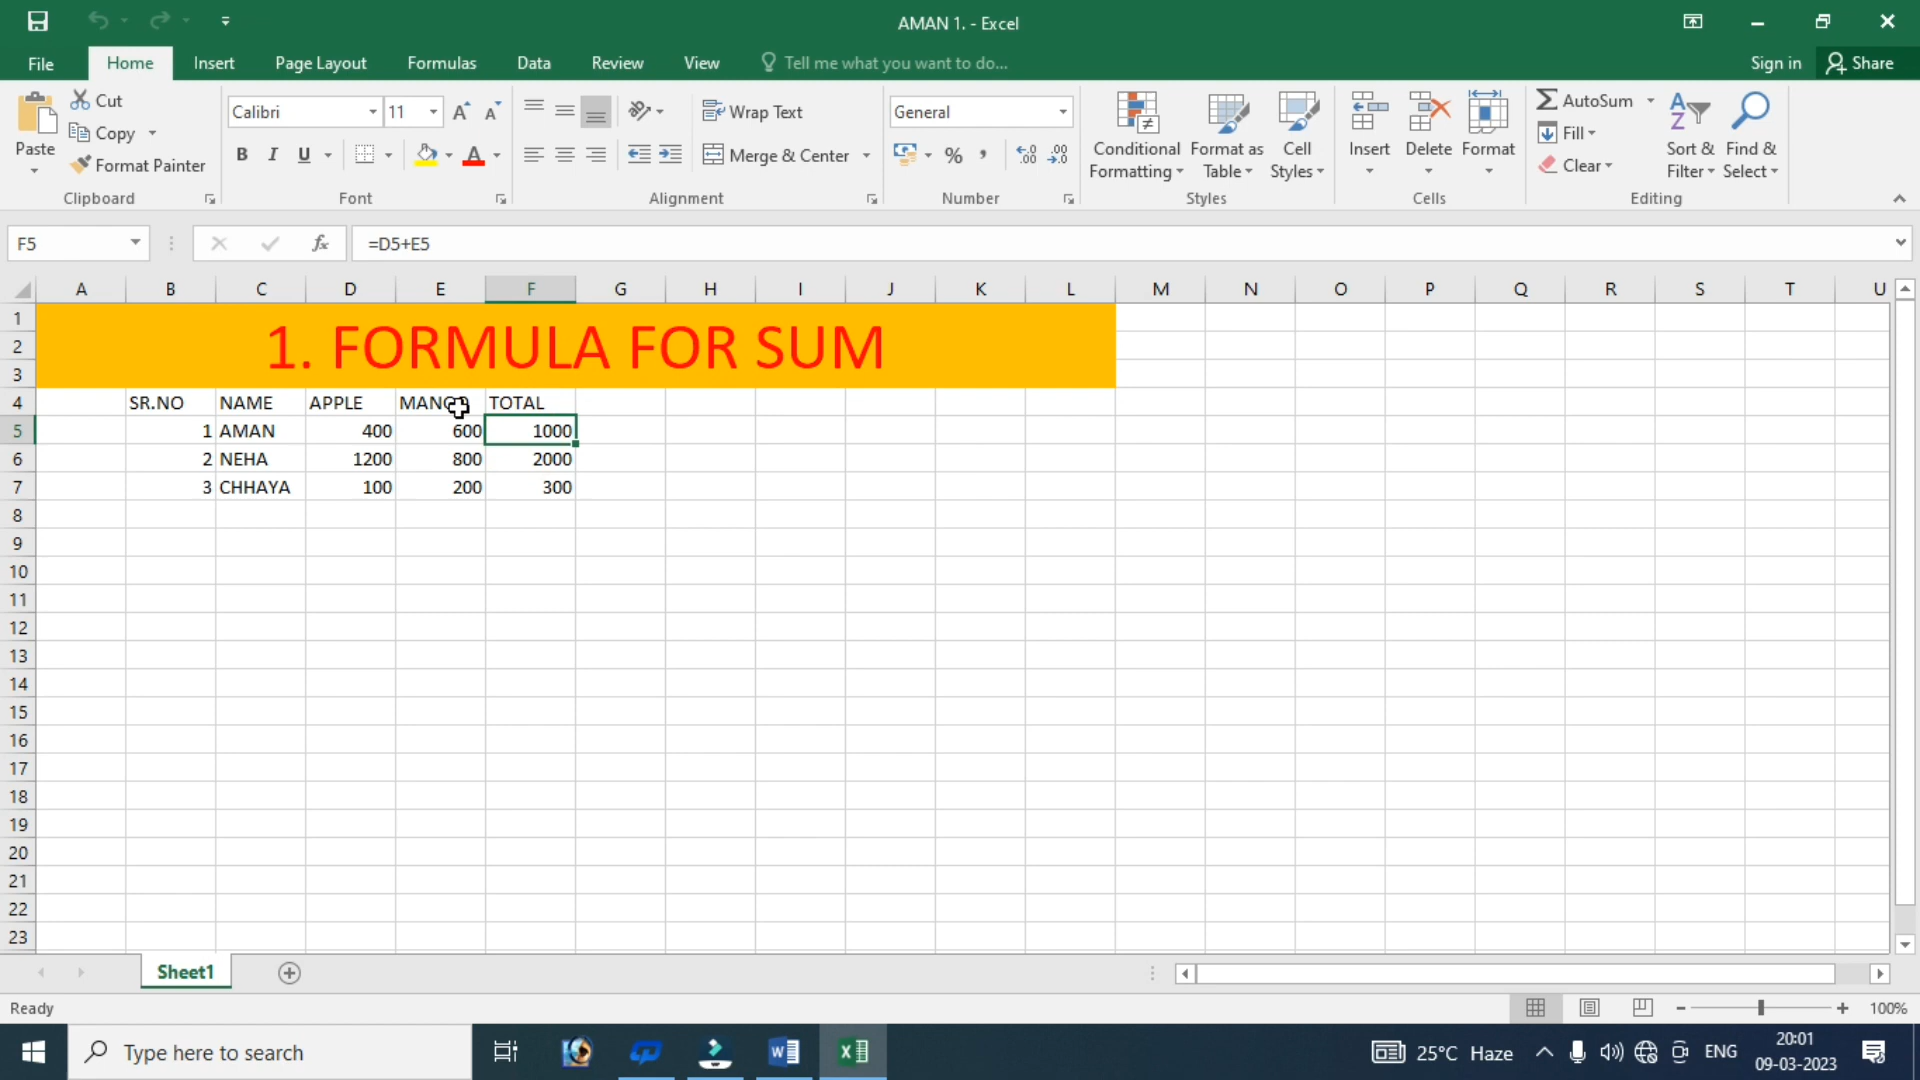 AMAN 1. - Excel
File Home Insert Page Layout Formulas Data Review View Tell me what you want to do... Sign in Share
Paste Cut Copy Format Painter Clipboard
Calibri 11 B I U A Font
Wrap Text Merge & Center Alignment
General % Number
Conditional Formatting Format as Table Cell Styles Styles
Insert Delete Format Cells
AutoSum Fill Clear Sort & Filter Find & Select Editing
F5 fx =D5+E5
A B C D E F G H I J K L M N O P Q R S T U
1
2 1. FORMULA FOR SUM
3
4 SR.NO NAME APPLE MANGO TOTAL
5 1 AMAN 400 600 1000
6 2 NEHA 1200 800 2000
7 3 CHHAYA 100 200 300
8
9
10
11
12
13
14
15
16
17
18
19
20
21
22
23
Sheet1
Ready 100%
Type here to search 25°C Haze ENG 20:01
09-03-2023